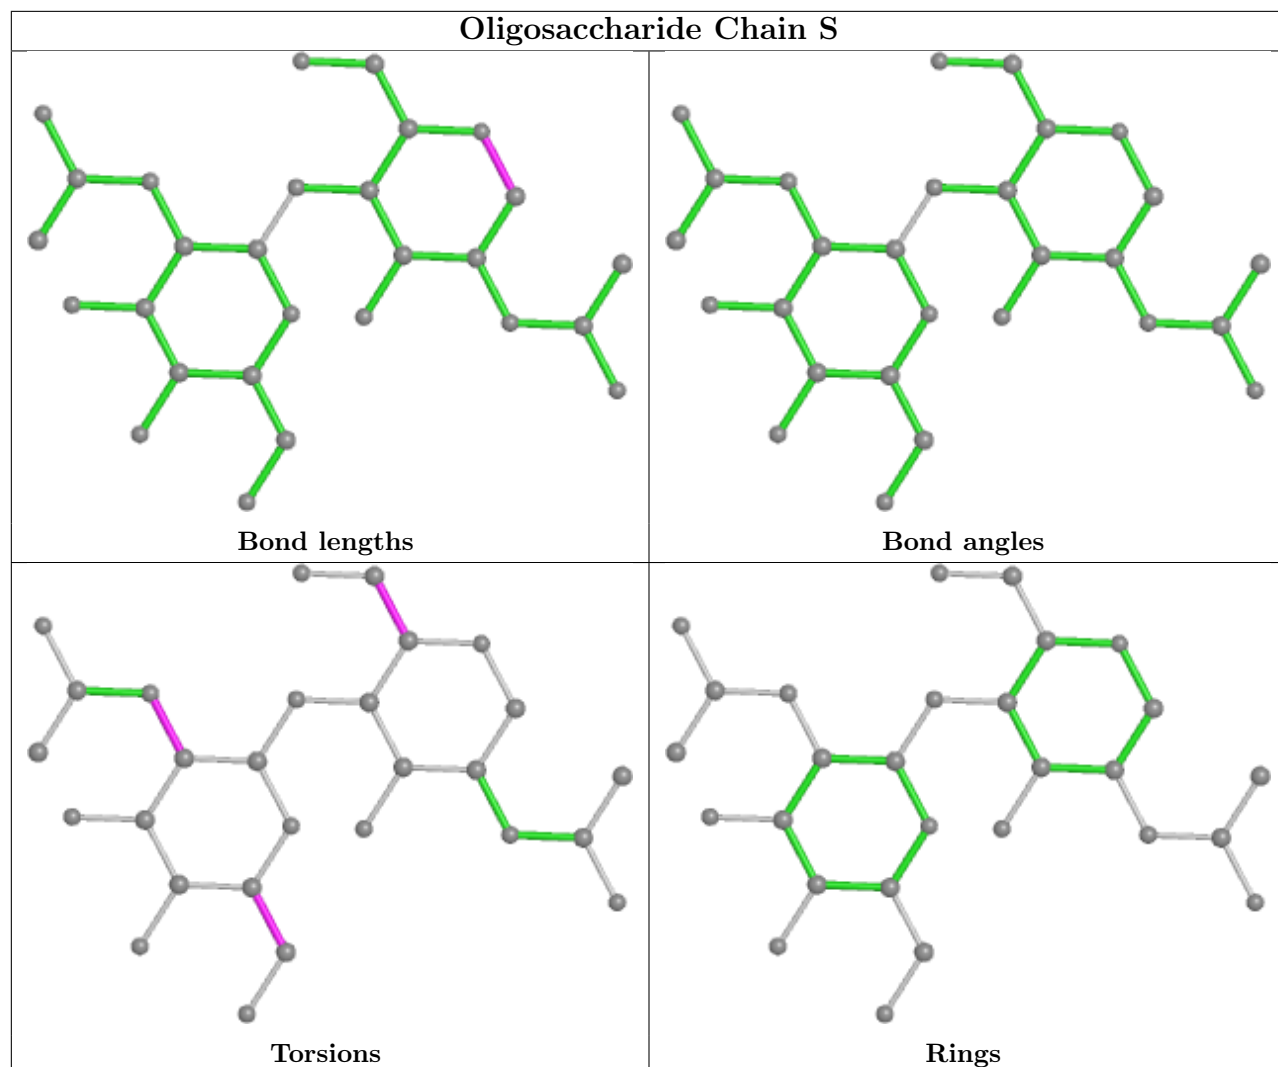 Oligosaccharide Chain S
Bond lengths
Bond angles
Torsions
Rings